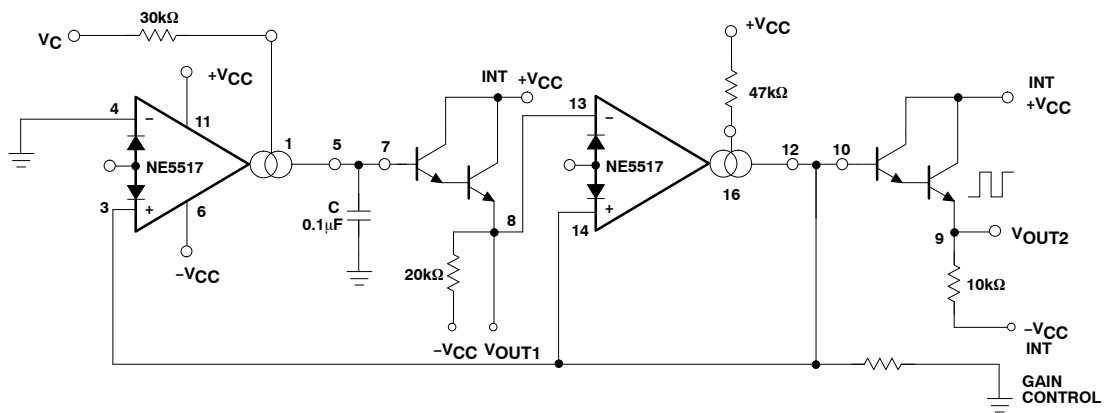 30kΩ
VC
+VCC
4
11
−
NE5517
1
5
7
3
+
6
−VCC
C
0.1μF
INT
+VCC
8
20kΩ
−VCC
VOUT1
13
−
NE5517
+
14
+VCC
47kΩ
16
12
10
INT
+VCC
9
VOUT2
10kΩ
−VCC
INT
GAIN
CONTROL